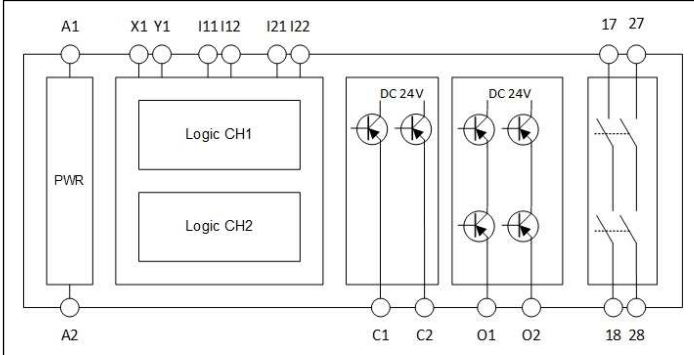 A1 X1 Y1 I11 I12 I21 I22 17 27
DC 24V DC 24V
Logic CH1
PWR
Logic CH2
A2 C1 C2 O1 O2 18 28